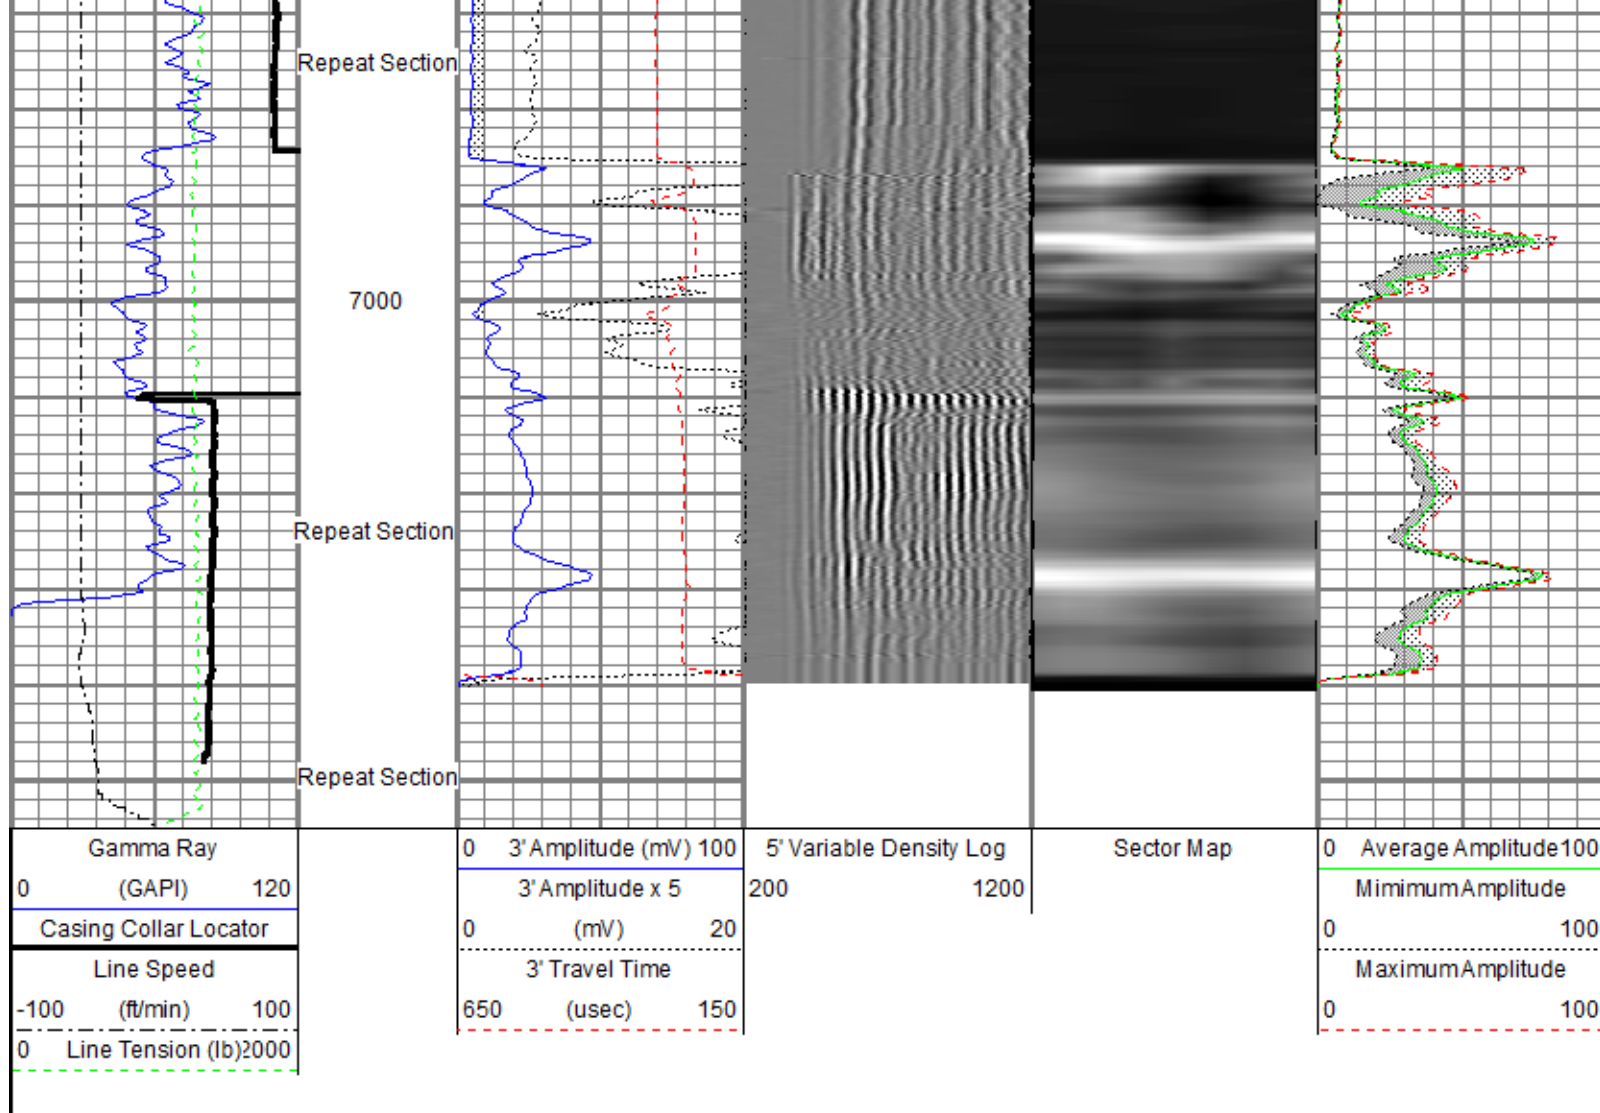 Repeat Section
7000
Repeat Section
Repeat Section
Gamma Ray
0 (GAPI) 120
Casing Collar Locator
Line Speed
-100 (ft/min) 100
0 Line Tension (lb) 2000
0 3' Amplitude (mV) 100
3' Amplitude x 5
0 (mV) 20
3' Travel Time
650 (usec) 150
5' Variable Density Log
200 1200
Sector Map
0 Average Amplitude 100
Mimimum Amplitude
0 100
Maximum Amplitude
0 100